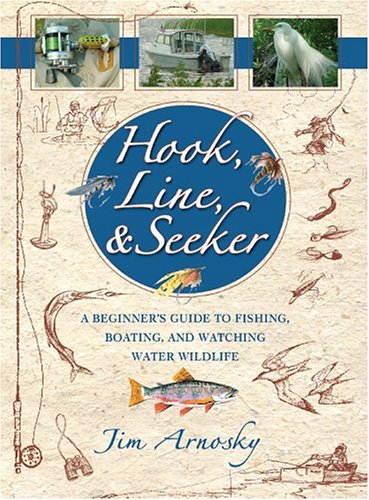 Hook,
Line,
& Seeker
A BEGINNER'S GUIDE TO FISHING,
BOATING, AND WATCHING
WATER WILDLIFE
Jim Arnosky